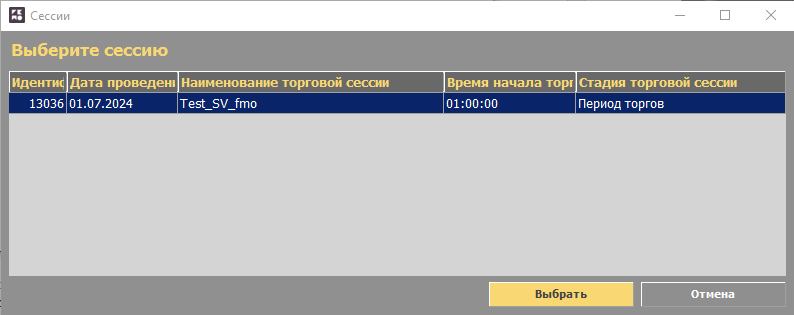 Сессии
Выберите сессию
Идентис Дата проведени Наименование торговой сессии Время начала торг Стадия торговой сессии
13036 01.07.2024 Test_SV_fmo 01:00:00 Период торгов
Выбрать Отмена